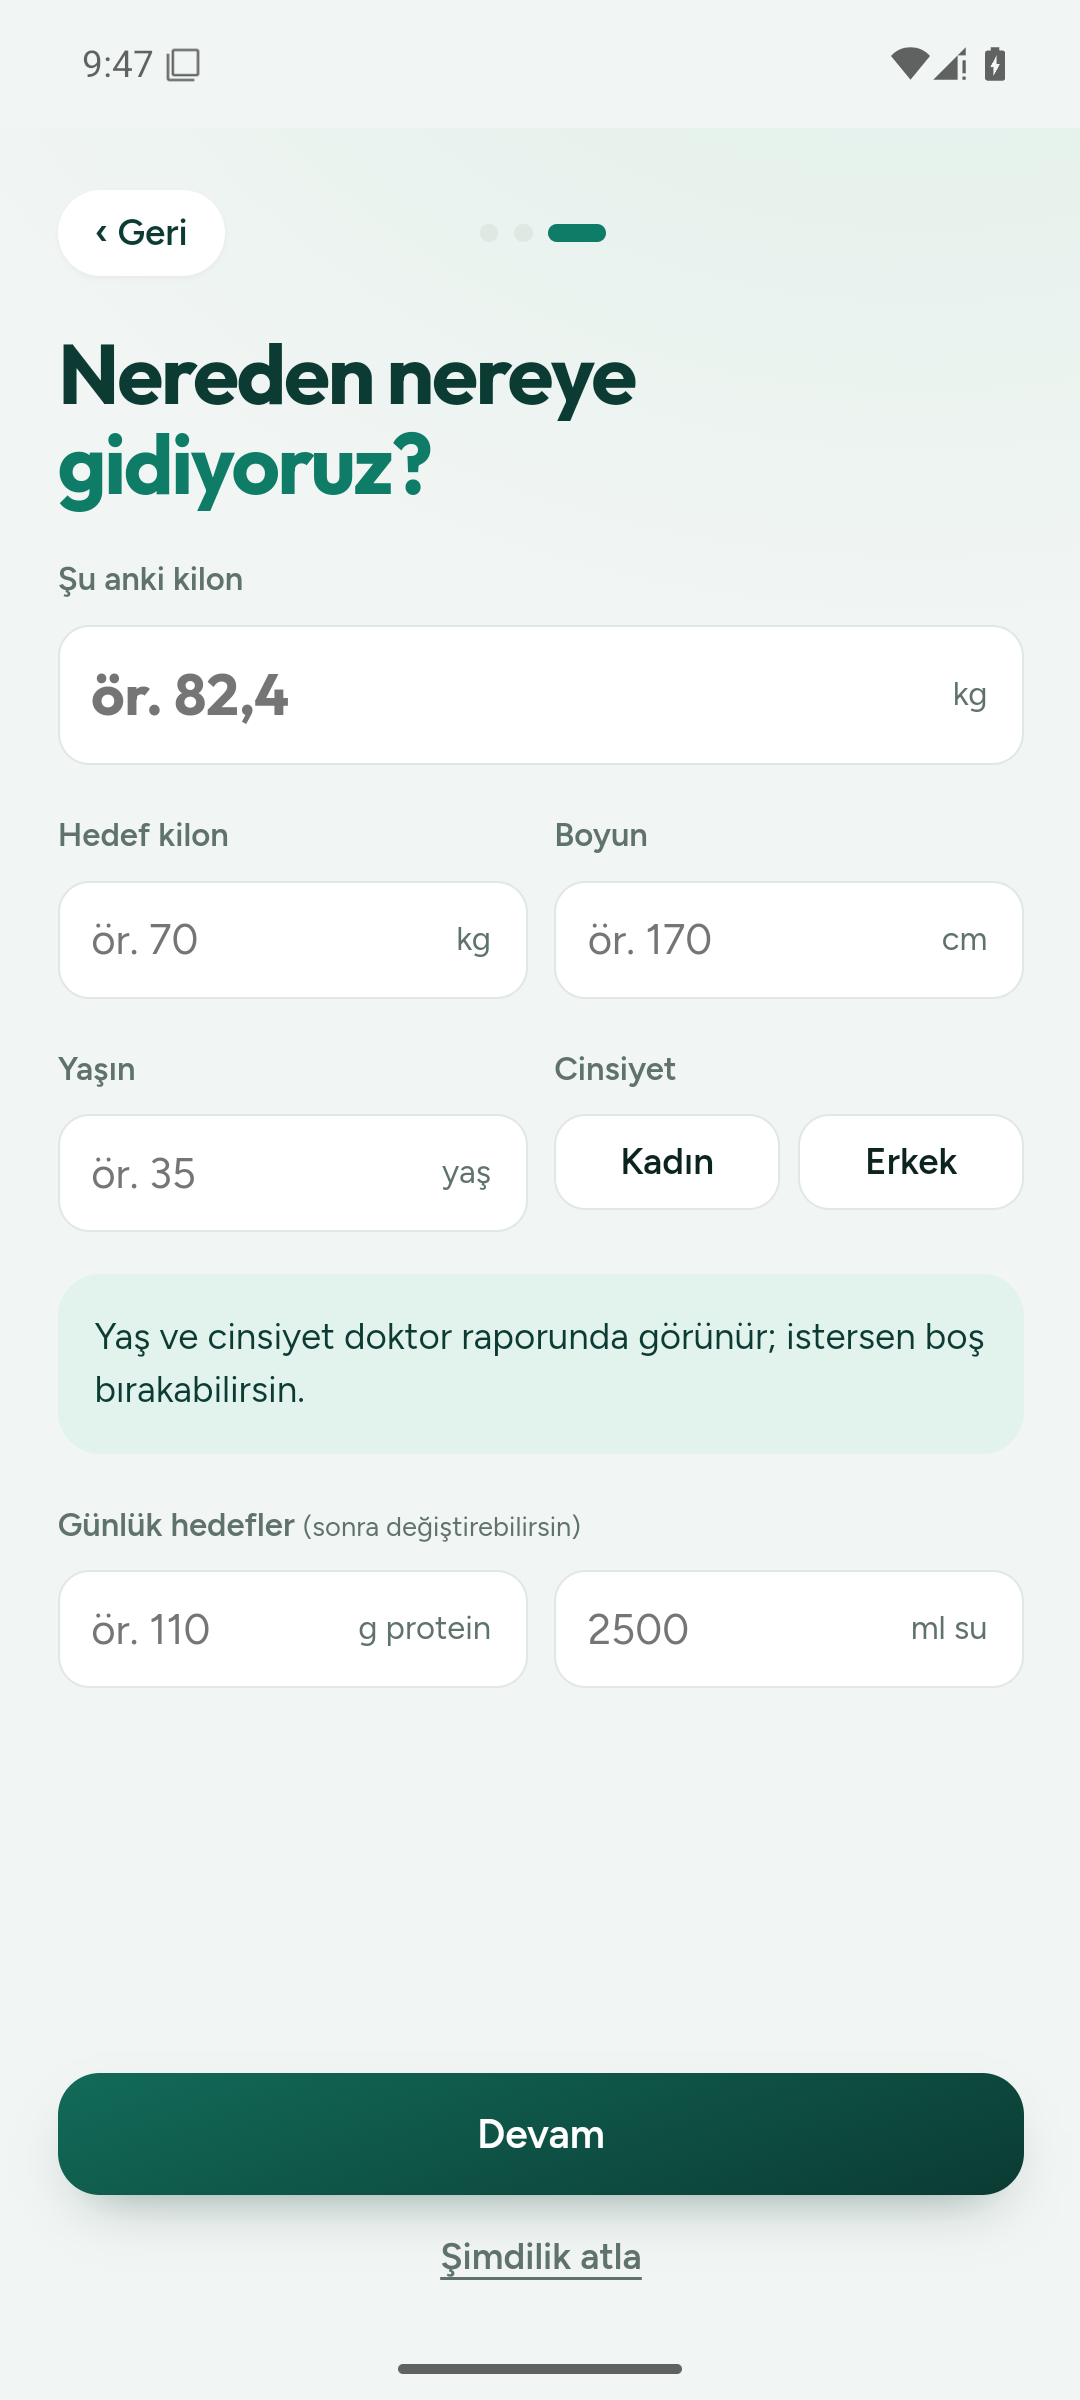 9:47
‹ Geri
Nereden nereye
gidiyoruz?
Şu anki kilon
ör. 82,4 kg
Hedef kilon Boyun
ör. 70 kg ör. 170 cm
Yaşın Cinsiyet
ör. 35 yaş Kadın Erkek
Yaş ve cinsiyet doktor raporunda görünür; istersen boş
bırakabilirsin.
Günlük hedefler (sonra değiştirebilirsin)
ör. 110 g protein 2500 ml su
Devam
Şimdilik atla